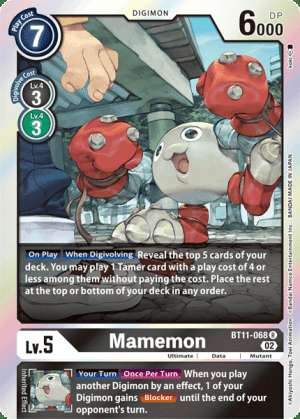 Play Cost
7
DIGIMON
6000
DP
Digivolve Cost
Lv.4
3
Lv.4
3
On Play When Digivolving Reveal the top 5 cards of your
deck. You may play 1 Tamer card with a play cost of 4 or
less among them without paying the cost. Place the rest
at the top or bottom of your deck in any order.
Lv.5
Mamemon
BT11-068 R
02
Ultimate
Data
Mutant
Inherited Effect
Your Turn Once Per Turn When you play
another Digimon by an effect, 1 of your
Digimon gains Blocker until the end of your
opponent's turn.